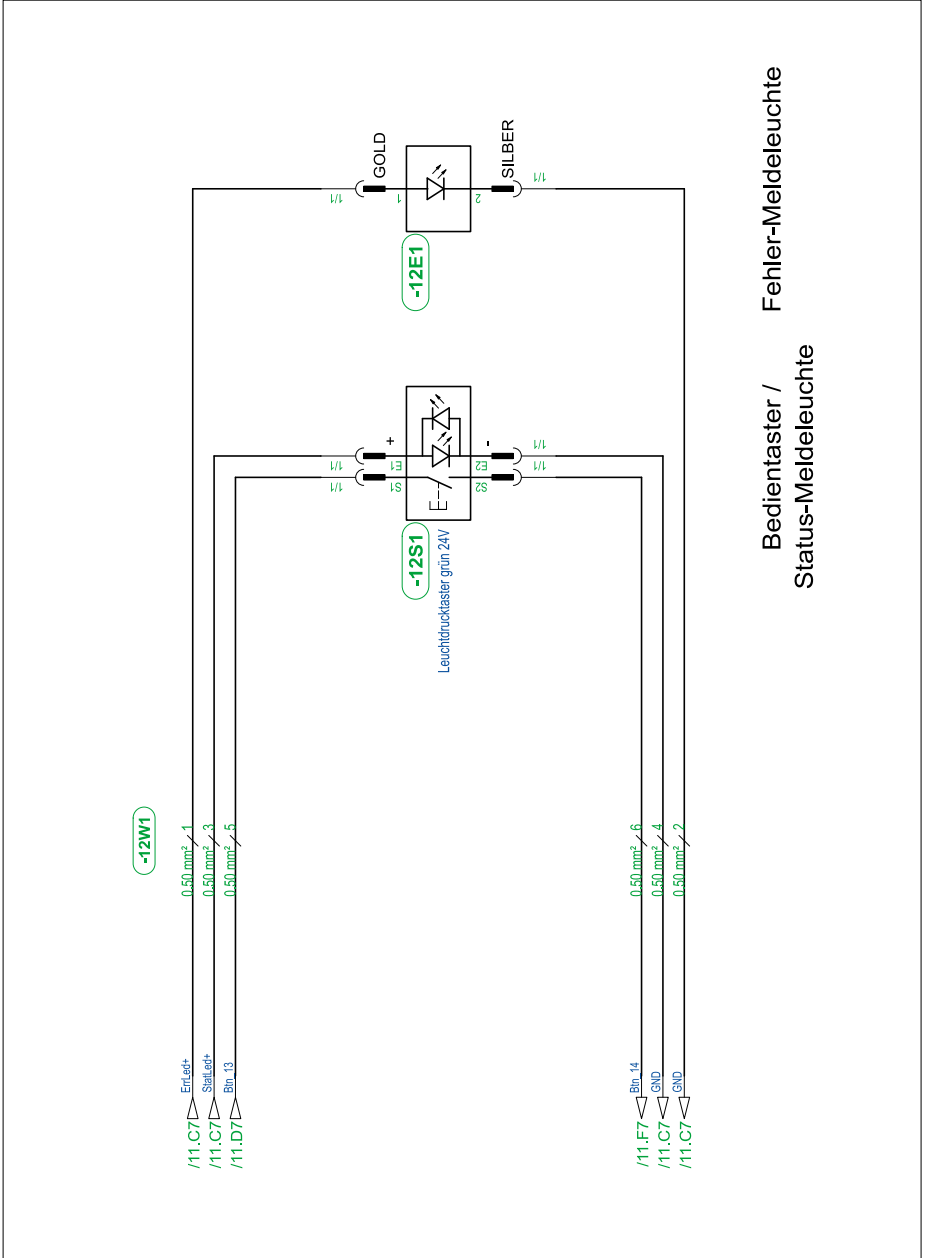 /11.C7
ErrLed+
/11.C7
StatLed+
/11.D7
Btn_13
-12W1
0.50 mm² 1
0.50 mm² 3
0.50 mm² 5
/11.F7
Btn_14
/11.C7
GND
/11.C7
GND
0.50 mm² 6
0.50 mm² 4
0.50 mm² 2
-12S1
Leuchtdrucktaster grün 24V
1/1
1/1
S1
E1
+
S2
E2
-
1/1
1/1
-12E1
1/1
GOLD
1
2
SILBER
1/1
Bedientaster /
Status-Meldeleuchte
Fehler-Meldeleuchte